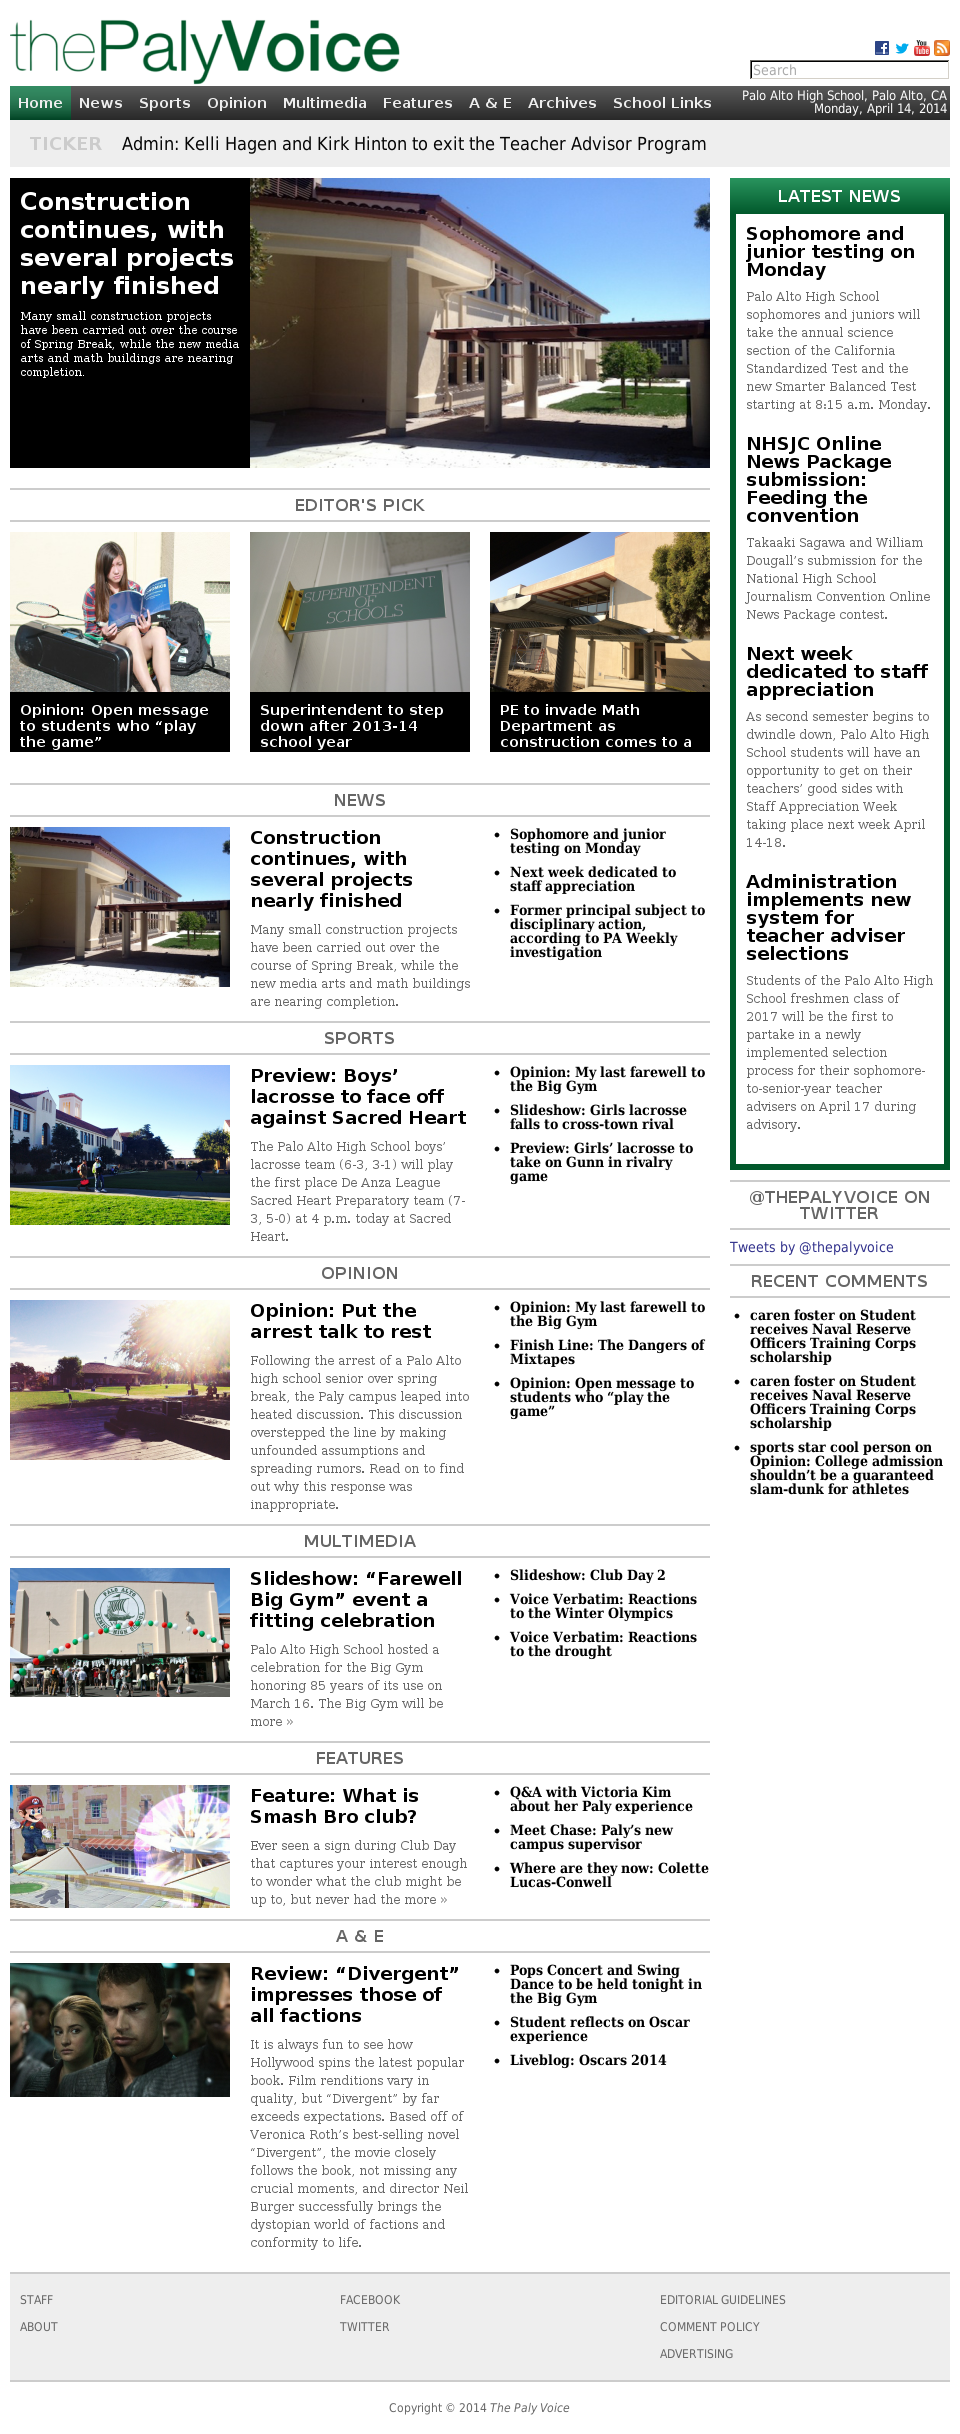 thePalyVoice
Search
Home News Sports Opinion Multimedia Features A & E Archives School Links
Palo Alto High School, Palo Alto, CA
Monday, April 14, 2014
TICKER Admin: Kelli Hagen and Kirk Hinton to exit the Teacher Advisor Program
Construction
continues, with
several projects
nearly finished
Many small construction projects
have been carried out over the course
of Spring Break, while the new media
arts and math buildings are nearing
completion.
EDITOR'S PICK
SUPERINTENDENT
OF
SCHOOLS
Opinion: Open message
to students who “play
the game”
Superintendent to step
down after 2013-14
school year
PE to invade Math
Department as
construction comes to a
NEWS
Construction
continues, with
several projects
nearly finished
Many small construction projects
have been carried out over the
course of Spring Break, while the
new media arts and math buildings
are nearing completion.
Sophomore and junior
testing on Monday
Next week dedicated to
staff appreciation
Former principal subject to
disciplinary action,
according to PA Weekly
investigation
SPORTS
Preview: Boys’
lacrosse to face off
against Sacred Heart
The Palo Alto High School boys’
lacrosse team (6-3, 3-1) will play
the first place De Anza League
Sacred Heart Preparatory team (7-
3, 5-0) at 4 p.m. today at Sacred
Heart.
Opinion: My last farewell to
the Big Gym
Slideshow: Girls lacrosse
falls to cross-town rival
Preview: Girls’ lacrosse to
take on Gunn in rivalry
game
OPINION
Opinion: Put the
arrest talk to rest
Following the arrest of a Palo Alto
high school senior over spring
break, the Paly campus leaped into
heated discussion. This discussion
overstepped the line by making
unfounded assumptions and
spreading rumors. Read on to find
out why this response was
inappropriate.
Opinion: My last farewell to
the Big Gym
Finish Line: The Dangers of
Mixtapes
Opinion: Open message to
students who “play the
game”
MULTIMEDIA
PALO ALTO
Slideshow: “Farewell
Big Gym” event a
fitting celebration
Palo Alto High School hosted a
celebration for the Big Gym
honoring 85 years of its use on
March 16. The Big Gym will be
more »
Slideshow: Club Day 2
Voice Verbatim: Reactions
to the Winter Olympics
Voice Verbatim: Reactions
to the drought
FEATURES
Feature: What is
Smash Bro club?
Ever seen a sign during Club Day
that captures your interest enough
to wonder what the club might be
up to, but never had the more »
Q&A with Victoria Kim
about her Paly experience
Meet Chase: Paly’s new
campus supervisor
Where are they now: Colette
Lucas-Conwell
A & E
Review: “Divergent”
impresses those of
all factions
It is always fun to see how
Hollywood spins the latest popular
book. Film renditions vary in
quality, but “Divergent” by far
exceeds expectations. Based off of
Veronica Roth’s best-selling novel
“Divergent”, the movie closely
follows the book, not missing any
crucial moments, and director Neil
Burger successfully brings the
dystopian world of factions and
conformity to life.
Pops Concert and Swing
Dance to be held tonight in
the Big Gym
Student reflects on Oscar
experience
Liveblog: Oscars 2014
LATEST NEWS
Sophomore and
junior testing on
Monday
Palo Alto High School
sophomores and juniors will
take the annual science
section of the California
Standardized Test and the
new Smarter Balanced Test
starting at 8:15 a.m. Monday.
NHSJC Online
News Package
submission:
Feeding the
convention
Takaaki Sagawa and William
Dougall’s submission for the
National High School
Journalism Convention Online
News Package contest.
Next week
dedicated to staff
appreciation
As second semester begins to
dwindle down, Palo Alto High
School students will have an
opportunity to get on their
teachers’ good sides with
Staff Appreciation Week
taking place next week April
14-18.
Administration
implements new
system for
teacher adviser
selections
Students of the Palo Alto High
School freshmen class of
2017 will be the first to
partake in a newly
implemented selection
process for their sophomore-
to-senior-year teacher
advisers on April 17 during
advisory.
@THEPALYVOICE ON
TWITTER
Tweets by @thepalyvoice
RECENT COMMENTS
caren foster on Student
receives Naval Reserve
Officers Training Corps
scholarship
caren foster on Student
receives Naval Reserve
Officers Training Corps
scholarship
sports star cool person on
Opinion: College admission
shouldn’t be a guaranteed
slam-dunk for athletes
STAFF
ABOUT
FACEBOOK
TWITTER
EDITORIAL GUIDELINES
COMMENT POLICY
ADVERTISING
Copyright © 2014 The Paly Voice